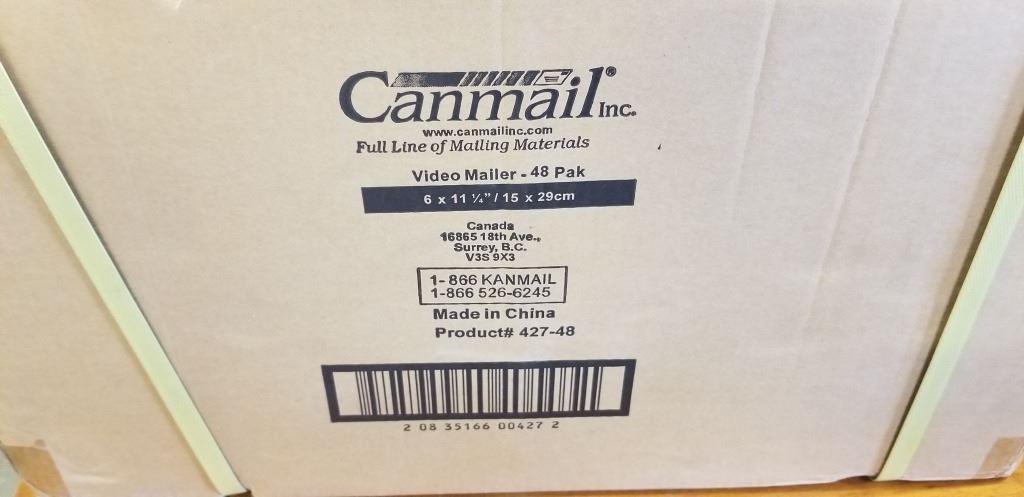 Canmail® Inc.
www.canmailinc.com
Full Line of Mailing Materials
Video Mailer - 48 Pak
6 x 11 ¼" / 15 x 29cm
Canada
16865 18th Ave.,
Surrey, B.C.
V3S 9X3
1-866 KANMAIL
1-866 526-6245
Made in China
Product# 427-48
2 08 35166 00427 2